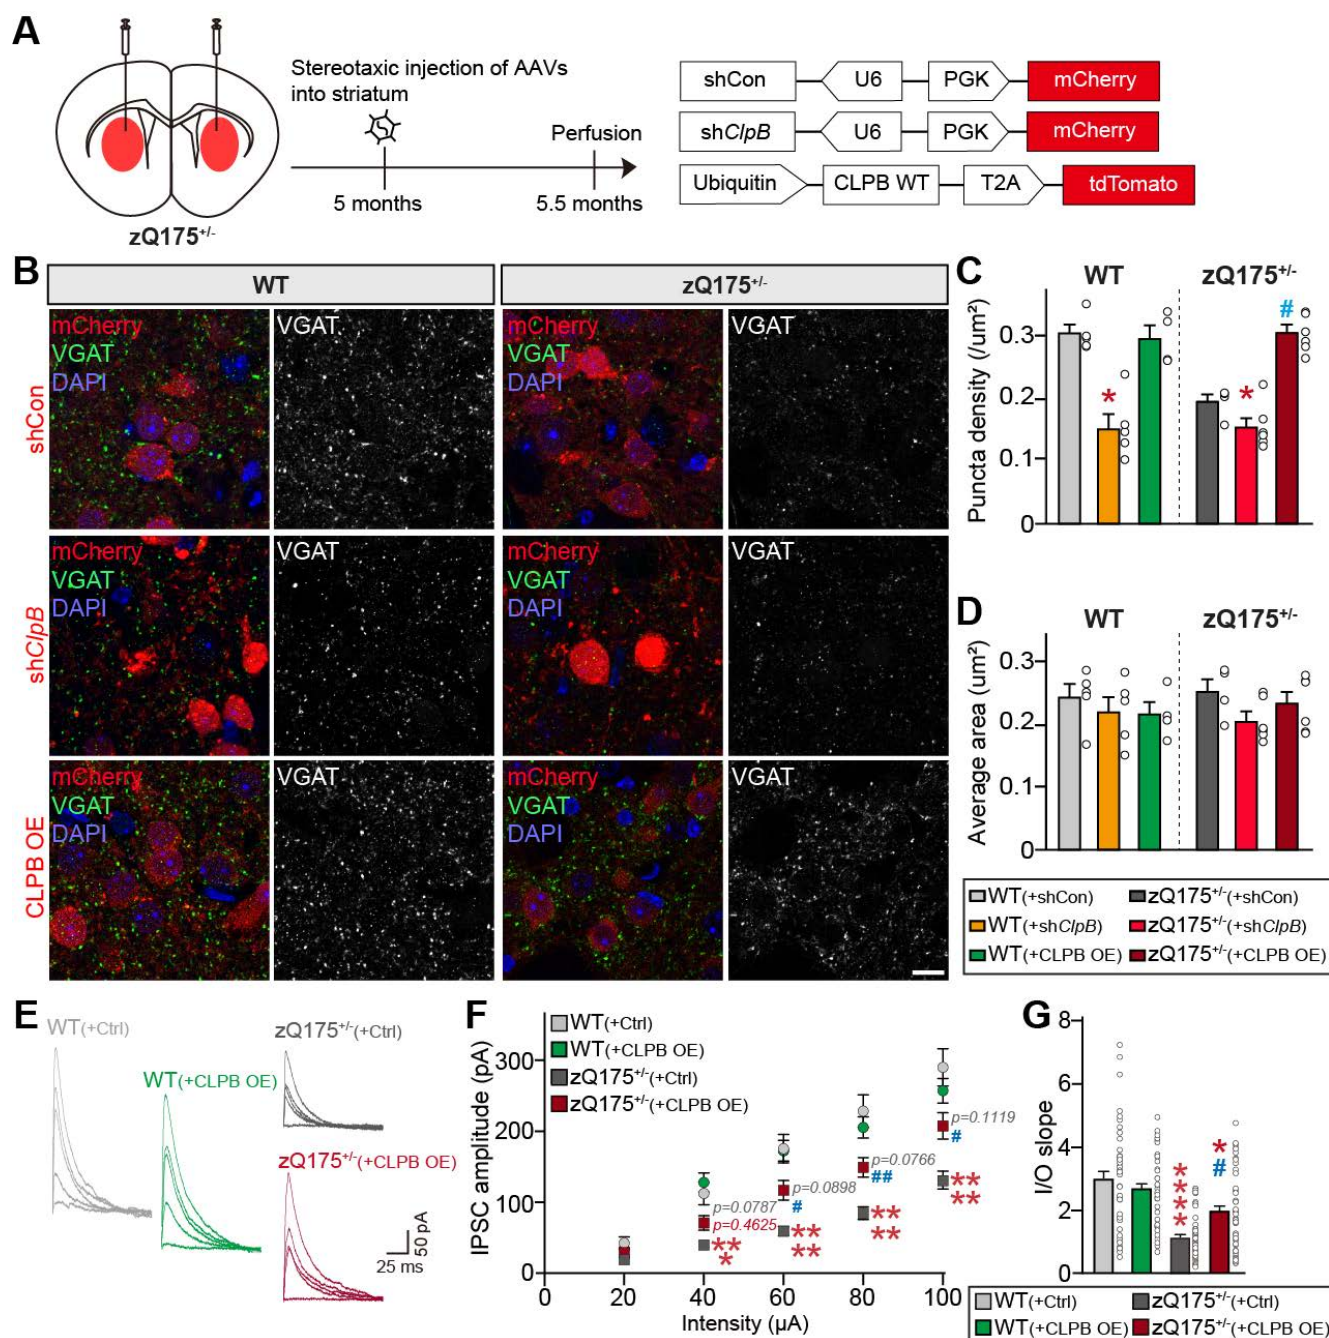 A
Stereotaxic injection of AAVs
into striatum
Perfusion
5 months
5.5 months
zQ175+/-
shCon
U6
PGK
mCherry
shClpB
U6
PGK
mCherry
Ubiquitin
CLPB WT
T2A
tdTomato
B
WT
zQ175+/-
shCon
mCherry
VGAT
DAPI
VGAT
mCherry
VGAT
DAPI
VGAT
shClpB
mCherry
VGAT
DAPI
VGAT
mCherry
VGAT
DAPI
VGAT
CLPB OE
mCherry
VGAT
DAPI
VGAT
mCherry
VGAT
DAPI
VGAT
C
WT
zQ175+/-
Puncta density (/um²)
0.3
0.2
0.1
0
*
*
#
D
WT
zQ175+/-
Average area (um²)
0.3
0.2
0.1
0
WT(+shCon)
zQ175+/-(+shCon)
WT(+shClpB)
zQ175+/-(+shClpB)
WT(+CLPB OE)
zQ175+/-(+CLPB OE)
E
WT(+Ctrl)
WT(+CLPB OE)
zQ175+/-(+Ctrl)
zQ175+/-(+CLPB OE)
50 pA
25 ms
F
WT(+Ctrl)
WT(+CLPB OE)
zQ175+/-(+Ctrl)
zQ175+/-(+CLPB OE)
IPSC amplitude (pA)
300
200
100
0
p=0.0787
p=0.4625
**
*
p=0.0898
#
**
**
p=0.0766
##
**
**
p=0.1119
#
**
**
0
20
40
60
80
100
Intensity (µA)
G
I/O slope
8
6
4
2
0
****
*
#
WT(+Ctrl)
zQ175+/-(+Ctrl)
WT(+CLPB OE)
zQ175+/-(+CLPB OE)